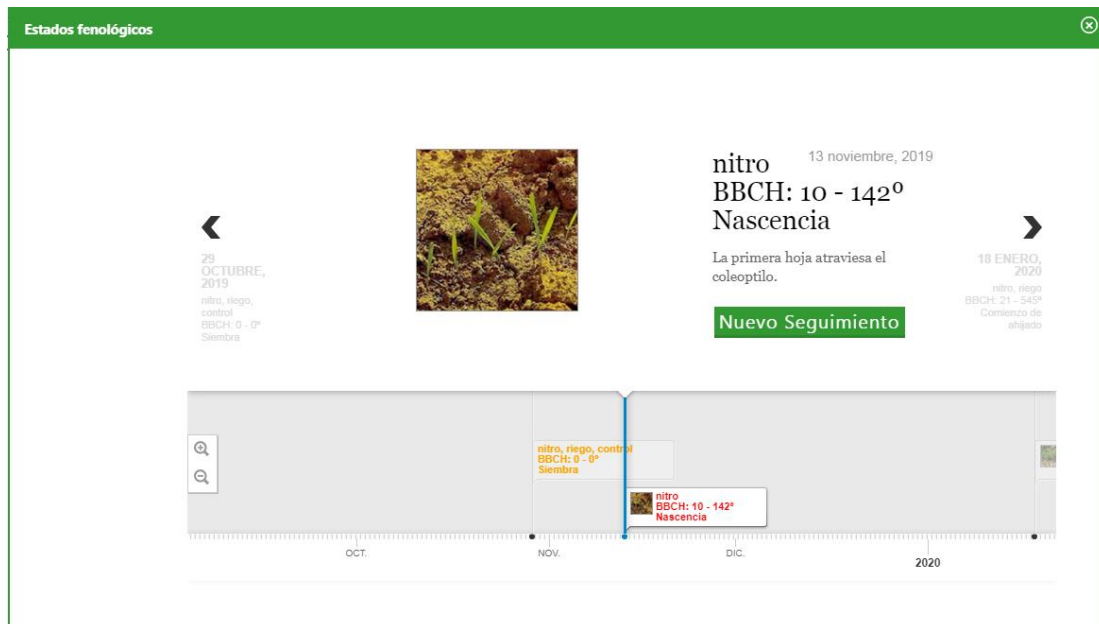 Estados fenológicos
nitro
13 noviembre, 2019
BBCH: 10 - 142º
Nascencia
La primera hoja atraviesa el
coleoptilo.
Nuevo Seguimiento
29
OCTUBRE,
2019
nitro, riego,
control
BBCH: 0 - 0º
Siembra
18 ENERO,
2020
nitro, riego
BBCH: 21 - 545º
Comienzo de
ahijado
nitro, riego, control
BBCH: 0 - 0º
Siembra
nitro
BBCH: 10 - 142º
Nascencia
OCT.
NOV.
DIC.
2020